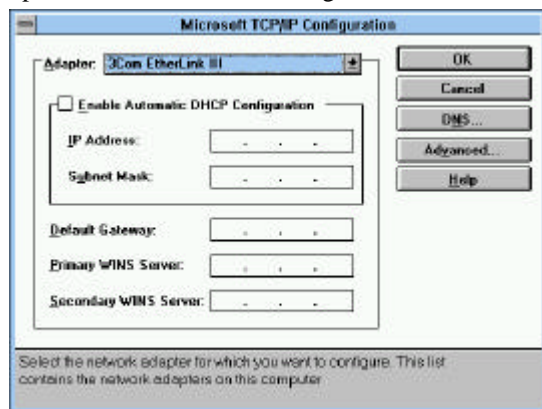 Microsoft TCP/IP Configuration
Adapter: 3Com EtherLink III
OK
Cancel
DNS...
Advanced...
Help
Enable Automatic DHCP Configuration
IP Address: . . .
Subnet Mask: . . .
Default Gateway: . . .
Primary WINS Server: . . .
Secondary WINS Server: . . .
Select the network adapter for which you want to configure. This list
contains the network adapters on this computer